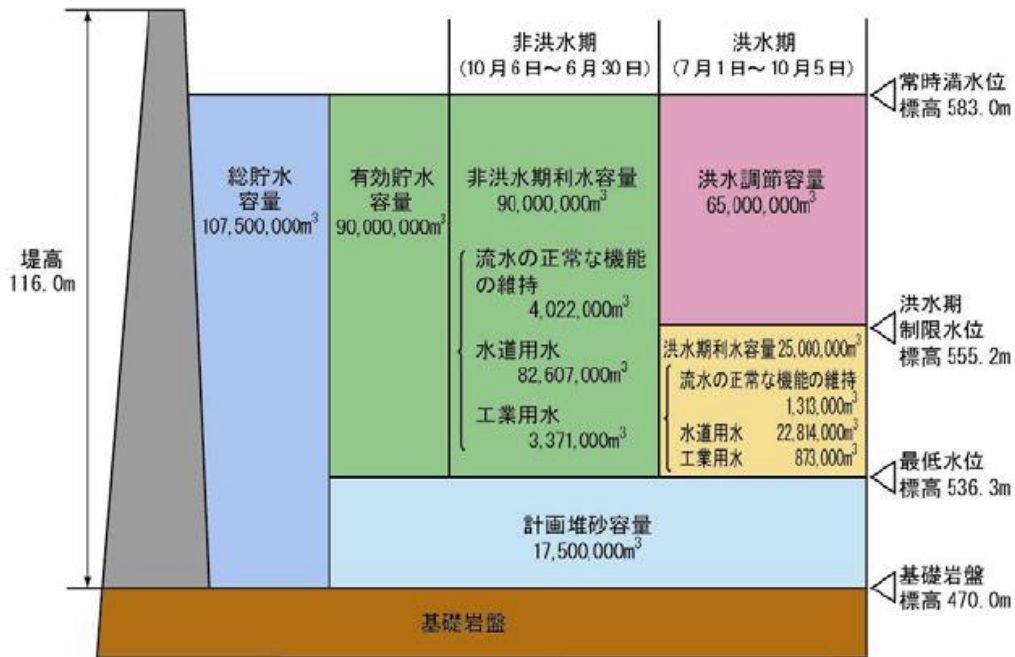 非洪水期
(10月6日～6月30日)
洪水期
(7月1日～10月5日)
常時満水位
標高 583.0m
総貯水
容量
107,500,000m³
有効貯水
容量
90,000,000m³
非洪水期利水容量
90,000,000m³
流水の正常な機能
の維持
4,022,000m³
水道用水
82,607,000m³
工業用水
3,371,000m³
洪水調節容量
65,000,000m³
堤高
116.0m
洪水期
制限水位
標高 555.2m
洪水期利水容量25,000,000m³
流水の正常な機能の維持
1,313,000m³
水道用水 22,814,000m³
工業用水 873,000m³
最低水位
標高 536.3m
計画堆砂容量
17,500,000m³
基礎岩盤
標高 470.0m
基礎岩盤